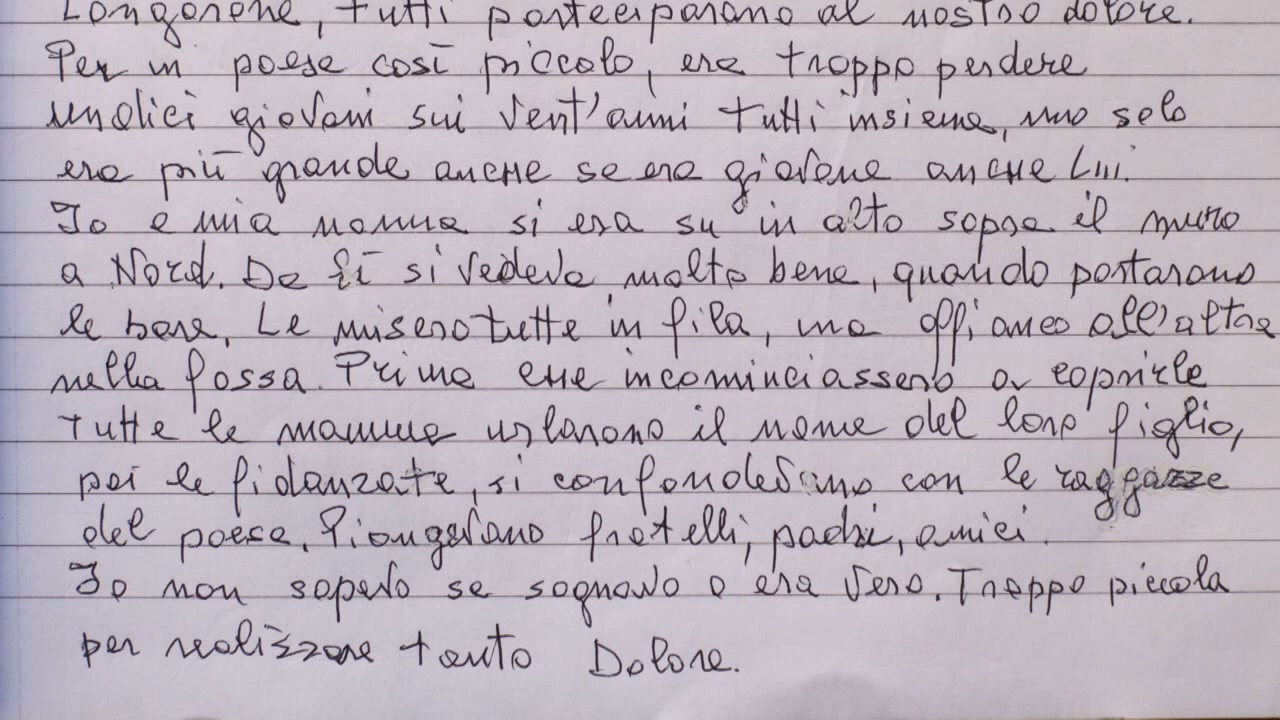 Longarone, tutti parteciparano al nostro dolore.
Per un paese così piccolo, era troppo perdere
undici giovani sui vent'anni tutti insieme, uno solo
era più grande anche se era giovane anche Lui.
Io e mia nonna si era su in alto sopra il muro
a Nord. Da lì si vedeva molto bene, quando portarono
le bare. Le misero tutte in fila, una affianco all'altra
nella fossa. Prima che incominciassero a coprirle
tutte le mamme urlarono il nome del loro figlio,
poi le fidanzate, si confondevano con le ragazze
del paese. Piangevano fratelli, padri, amici.
Io non sapevo se sognavo o era vero. Troppo piccola
per realizzare tanto Dolore.